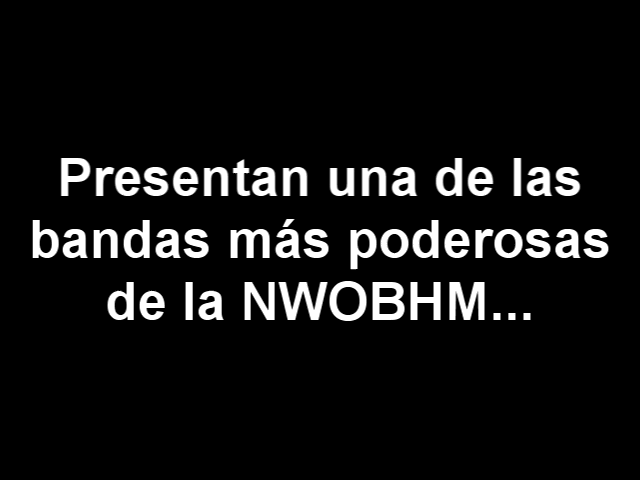 Presentan una de las
bandas más poderosas
de la NWOBHM...